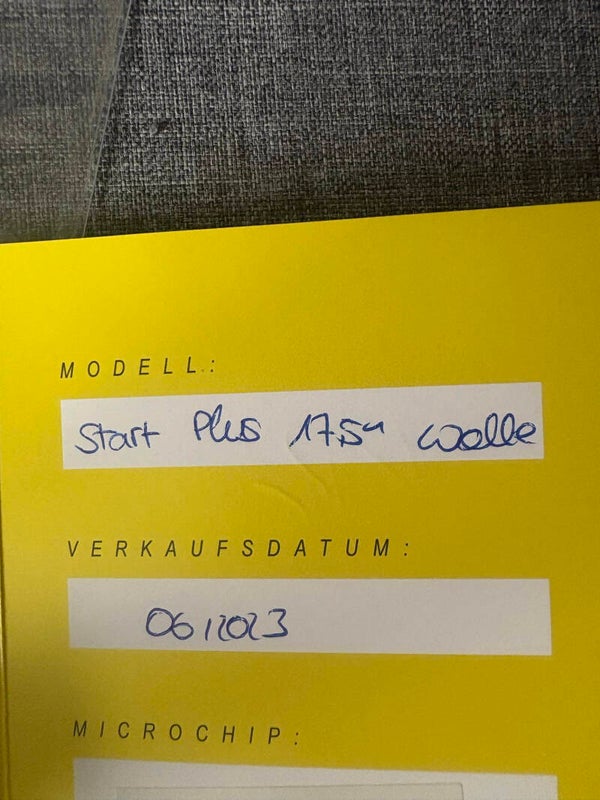 MODELL:
Start Plus 17,5" Wolle
VERKAUFSDATUM:
06/2023
MICROCHIP: